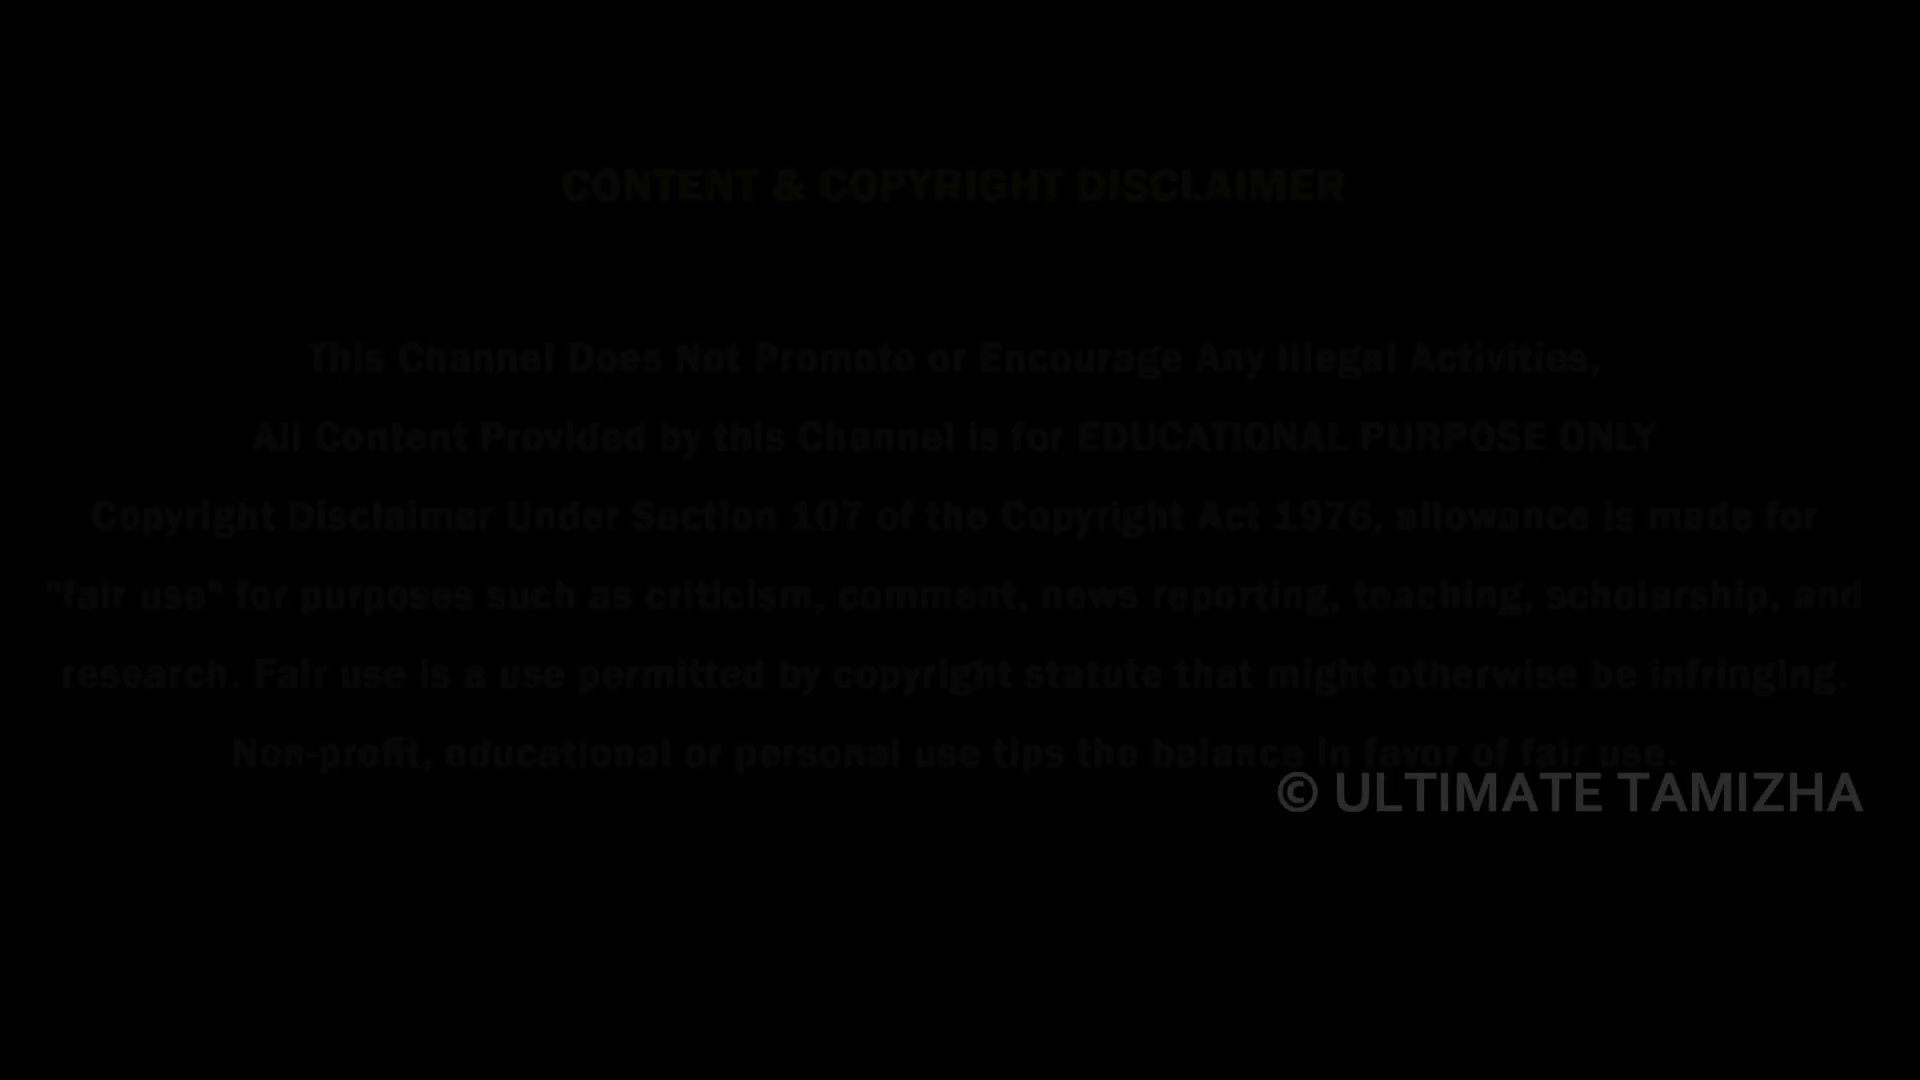 CONTENT & COPYRIGHT DISCLAIMER
This Channel Does Not Promote or Encourage Any Illegal Activities,
All Content Provided by this Channel is for EDUCATIONAL PURPOSE ONLY
Copyright Disclaimer Under Section 107 of the Copyright Act 1976, allowance is made for
"fair use" for purposes such as criticism, comment, news reporting, teaching, scholarship, and
research. Fair use is a use permitted by copyright statute that might otherwise be infringing.
Non-profit, educational or personal use tips the balance in favor of fair use.
© ULTIMATE TAMIZHA